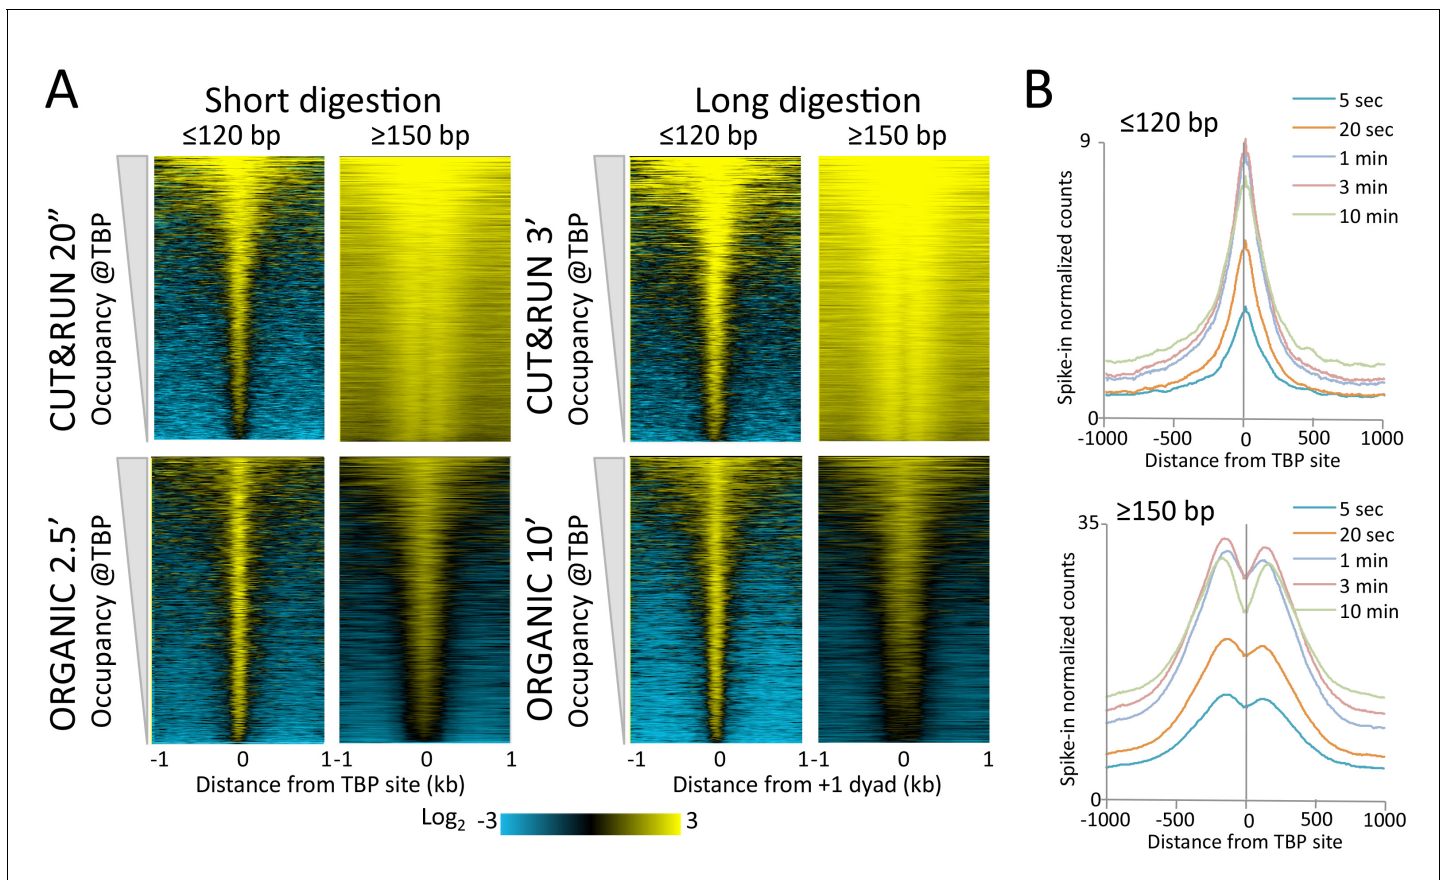 A
Short digestion
≤120 bp
≥150 bp
Long digestion
≤120 bp
≥150 bp
CUT&RUN 20”
Occupancy @TBP
CUT&RUN 3’
Occupancy @TBP
ORGANIC 2.5’
Occupancy @TBP
ORGANIC 10’
Occupancy @TBP
-1 0 1 -1 0 1
Distance from TBP site (kb)
-1 0 1 -1 0 1
Distance from +1 dyad (kb)
Log2 -3 3
B
≤120 bp
5 sec
20 sec
1 min
3 min
10 min
Spike-in normalized counts
9
0
-1000 -500 0 500 1000
Distance from TBP site
≥150 bp
5 sec
20 sec
1 min
3 min
10 min
Spike-in normalized counts
35
0
-1000 -500 0 500 1000
Distance from TBP site